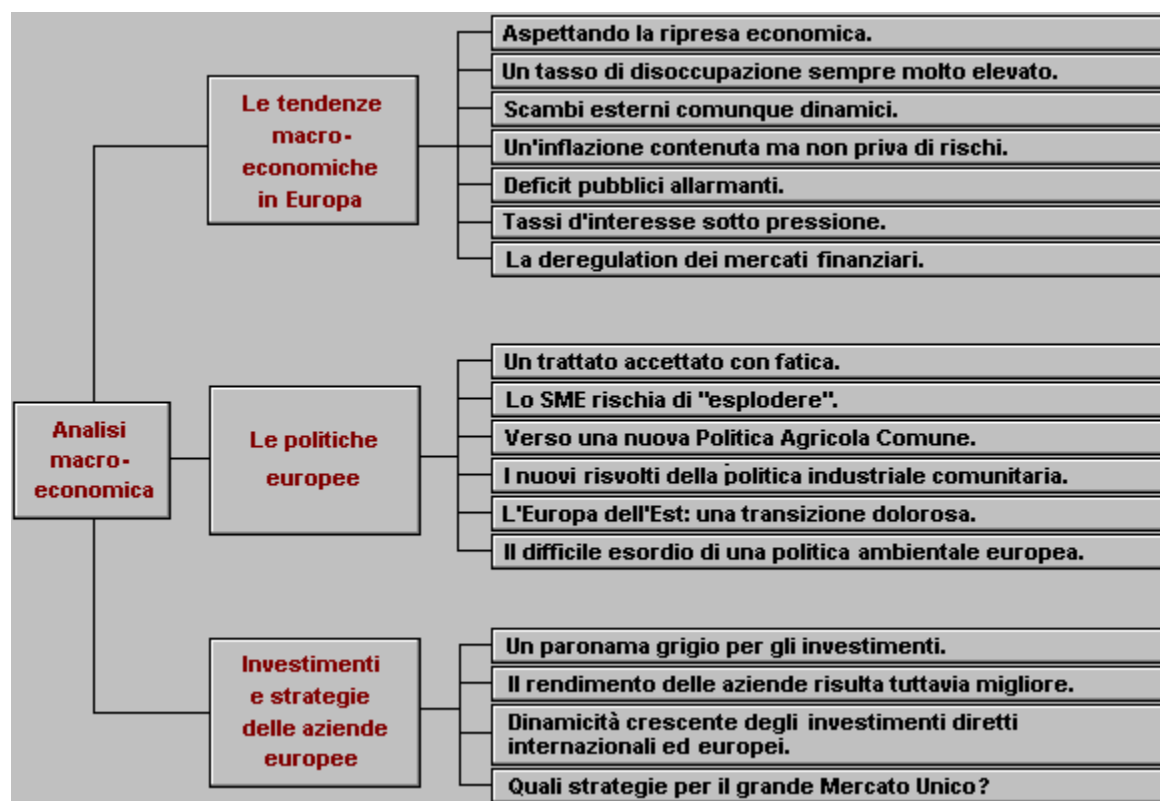 Analisi
macro-
economica
Le tendenze
macro-
economiche
in Europa
Aspettando la ripresa economica.
Un tasso di disoccupazione sempre molto elevato.
Scambi esterni comunque dinamici.
Un'inflazione contenuta ma non priva di rischi.
Deficit pubblici allarmanti.
Tassi d'interesse sotto pressione.
La deregulation dei mercati finanziari.
Le politiche
europee
Un trattato accettato con fatica.
Lo SME rischia di "esplodere".
Verso una nuova Politica Agricola Comune.
I nuovi risvolti della politica industriale comunitaria.
L'Europa dell'Est: una transizione dolorosa.
Il difficile esordio di una politica ambientale europea.
Investimenti
e strategie
delle aziende
europee
Un paronama grigio per gli investimenti.
Il rendimento delle aziende risulta tuttavia migliore.
Dinamicità crescente degli investimenti diretti
internazionali ed europei.
Quali strategie per il grande Mercato Unico?